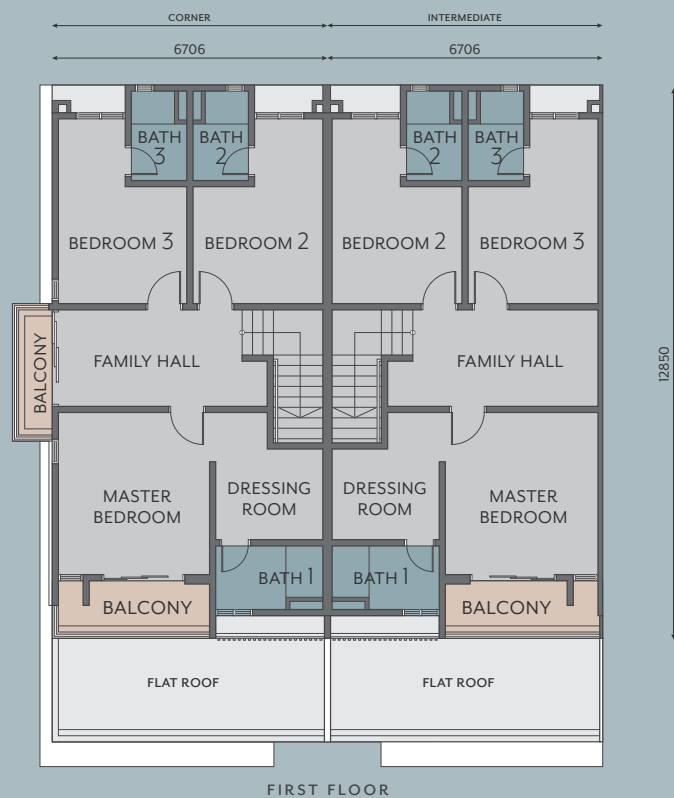 CORNER
INTERMEDIATE
6706
6706
BATH
3
BATH
2
BATH
2
BATH
3
BEDROOM 3
BEDROOM 2
BEDROOM 2
BEDROOM 3
BALCONY
FAMILY HALL
FAMILY HALL
12850
MASTER
BEDROOM
DRESSING
ROOM
DRESSING
ROOM
MASTER
BEDROOM
BATH 1
BATH 1
BALCONY
BALCONY
FLAT ROOF
FLAT ROOF
FIRST FLOOR